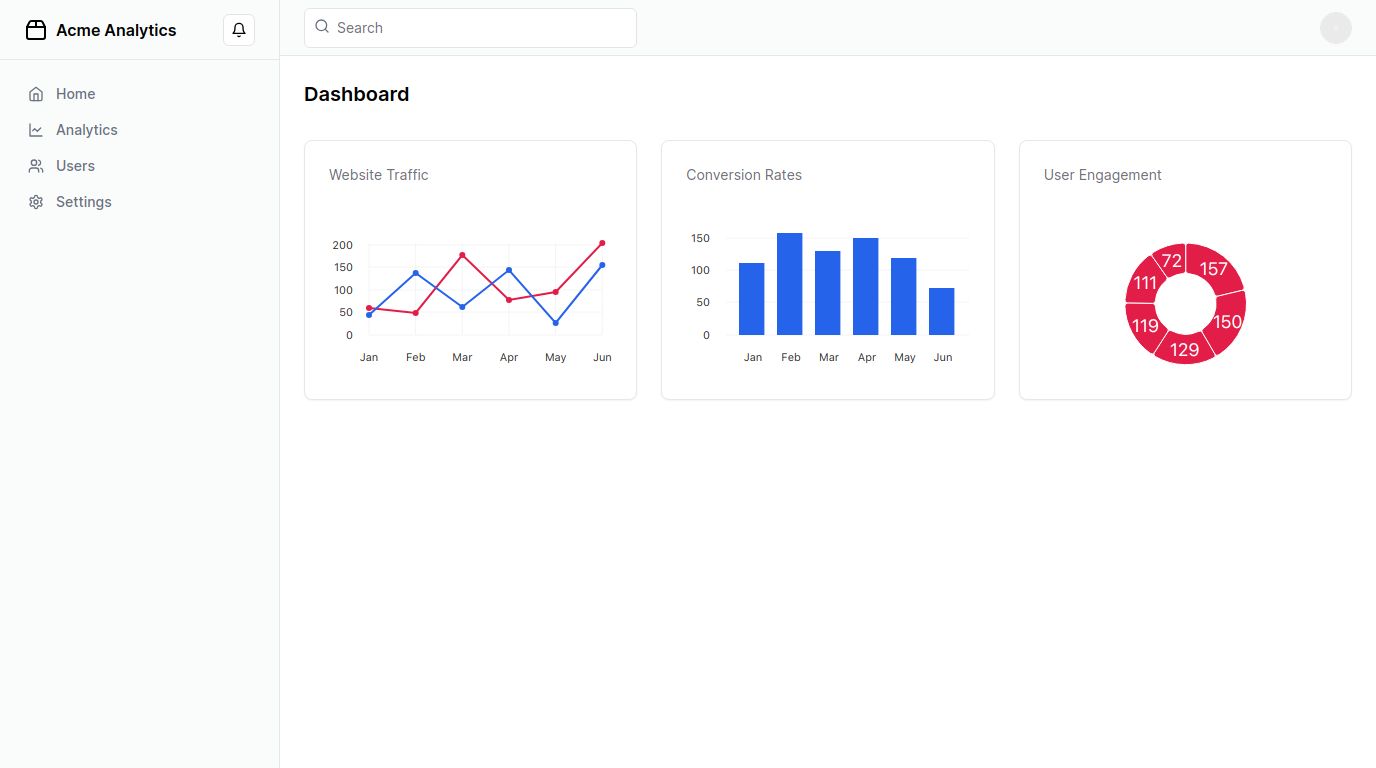 Acme Analytics
Search
Home
Analytics
Users
Settings
Dashboard
Website Traffic
200
150
100
50
0
Jan Feb Mar Apr May Jun
Conversion Rates
150
100
50
0
Jan Feb Mar Apr May Jun
User Engagement
72 157
111
119 150
129